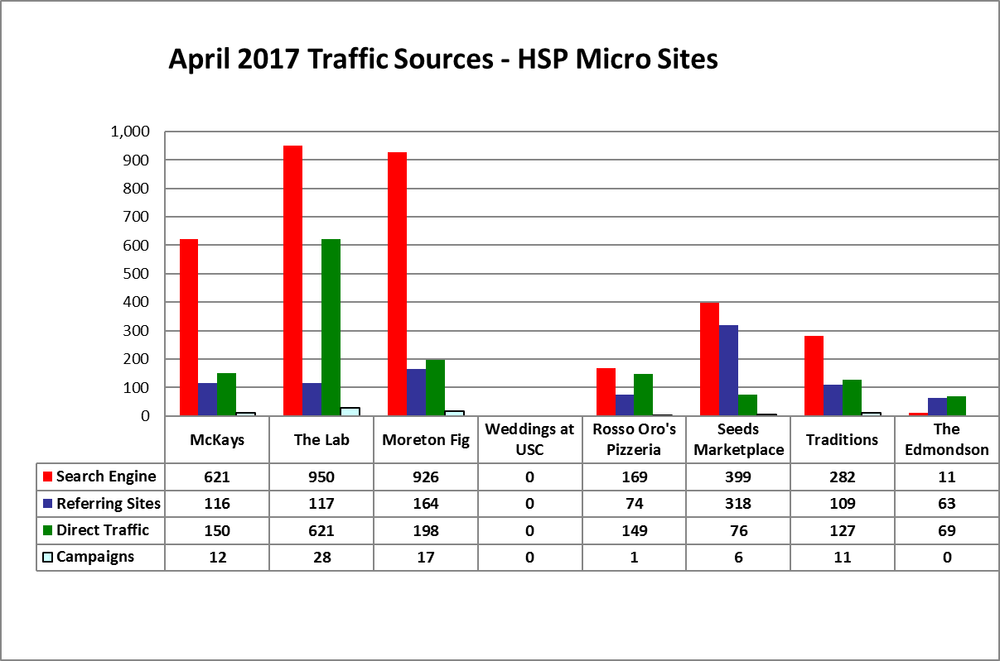 April 2017 Traffic Sources - HSP Micro Sites
1,000
900
800
700
600
500
400
300
200
100
0
McKays The Lab Moreton Fig Weddings at USC Rosso Oro's Pizzeria Seeds Marketplace Traditions The Edmondson
Search Engine 621 950 926 0 169 399 282 11
Referring Sites 116 117 164 0 74 318 109 63
Direct Traffic 150 621 198 0 149 76 127 69
Campaigns 12 28 17 0 1 6 11 0